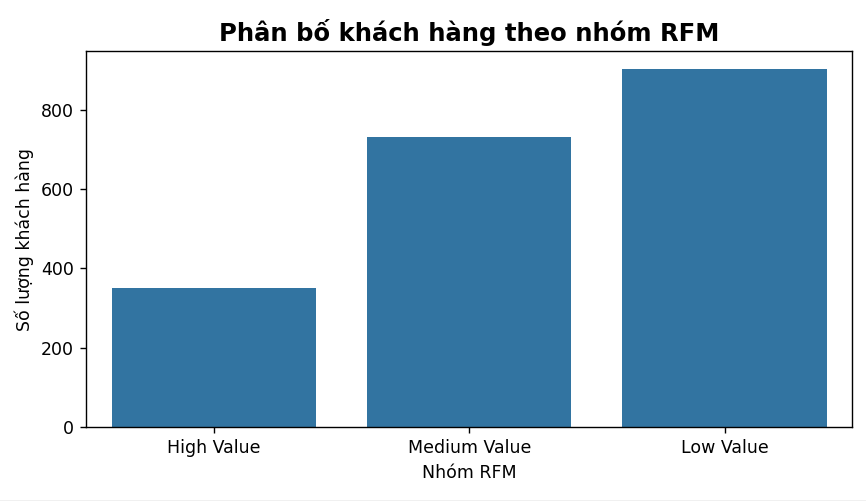 Phân bố khách hàng theo nhóm RFM
Số lượng khách hàng
800
600
400
200
0
High Value
Medium Value
Low Value
Nhóm RFM